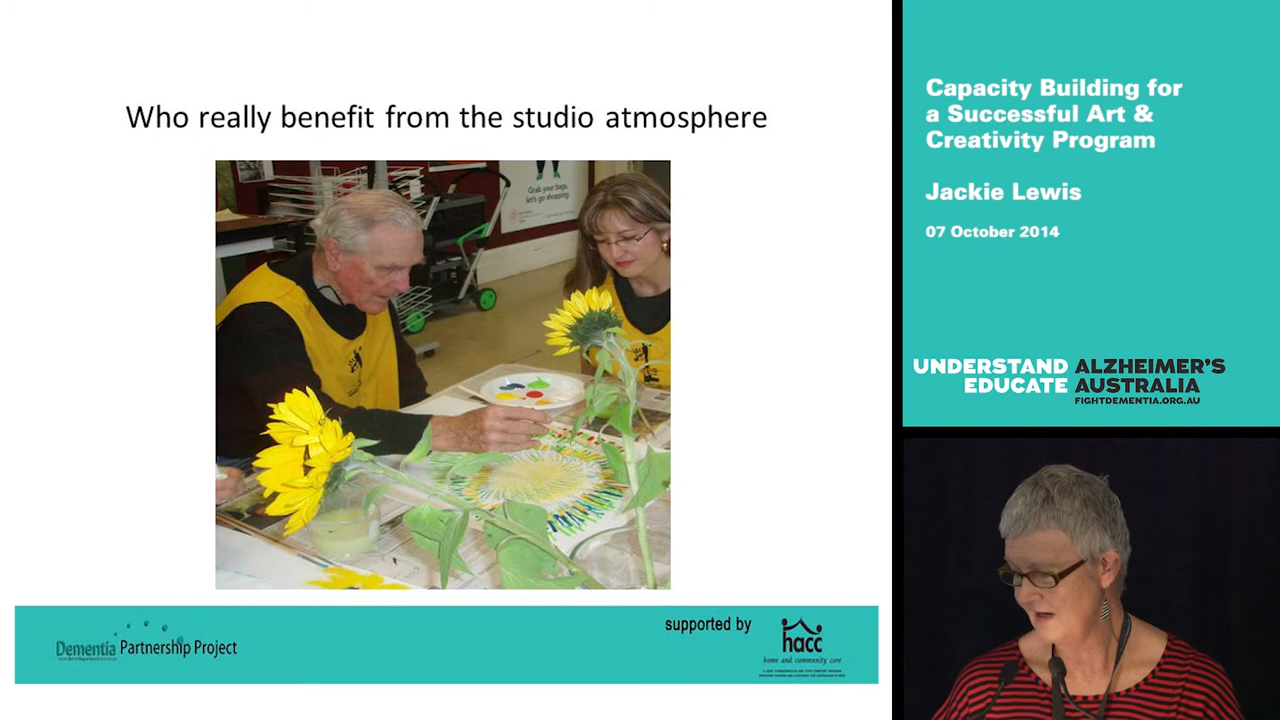 Who really benefit from the studio atmosphere
Grab your bags,
let's go shopping.
Dementia Partnership Project
supported by
hacc
home and community care
Capacity Building for
a Successful Art &
Creativity Program
Jackie Lewis
07 October 2014
UNDERSTAND ALZHEIMER'S
EDUCATE AUSTRALIA
FIGHTDEMENTIA.ORG.AU